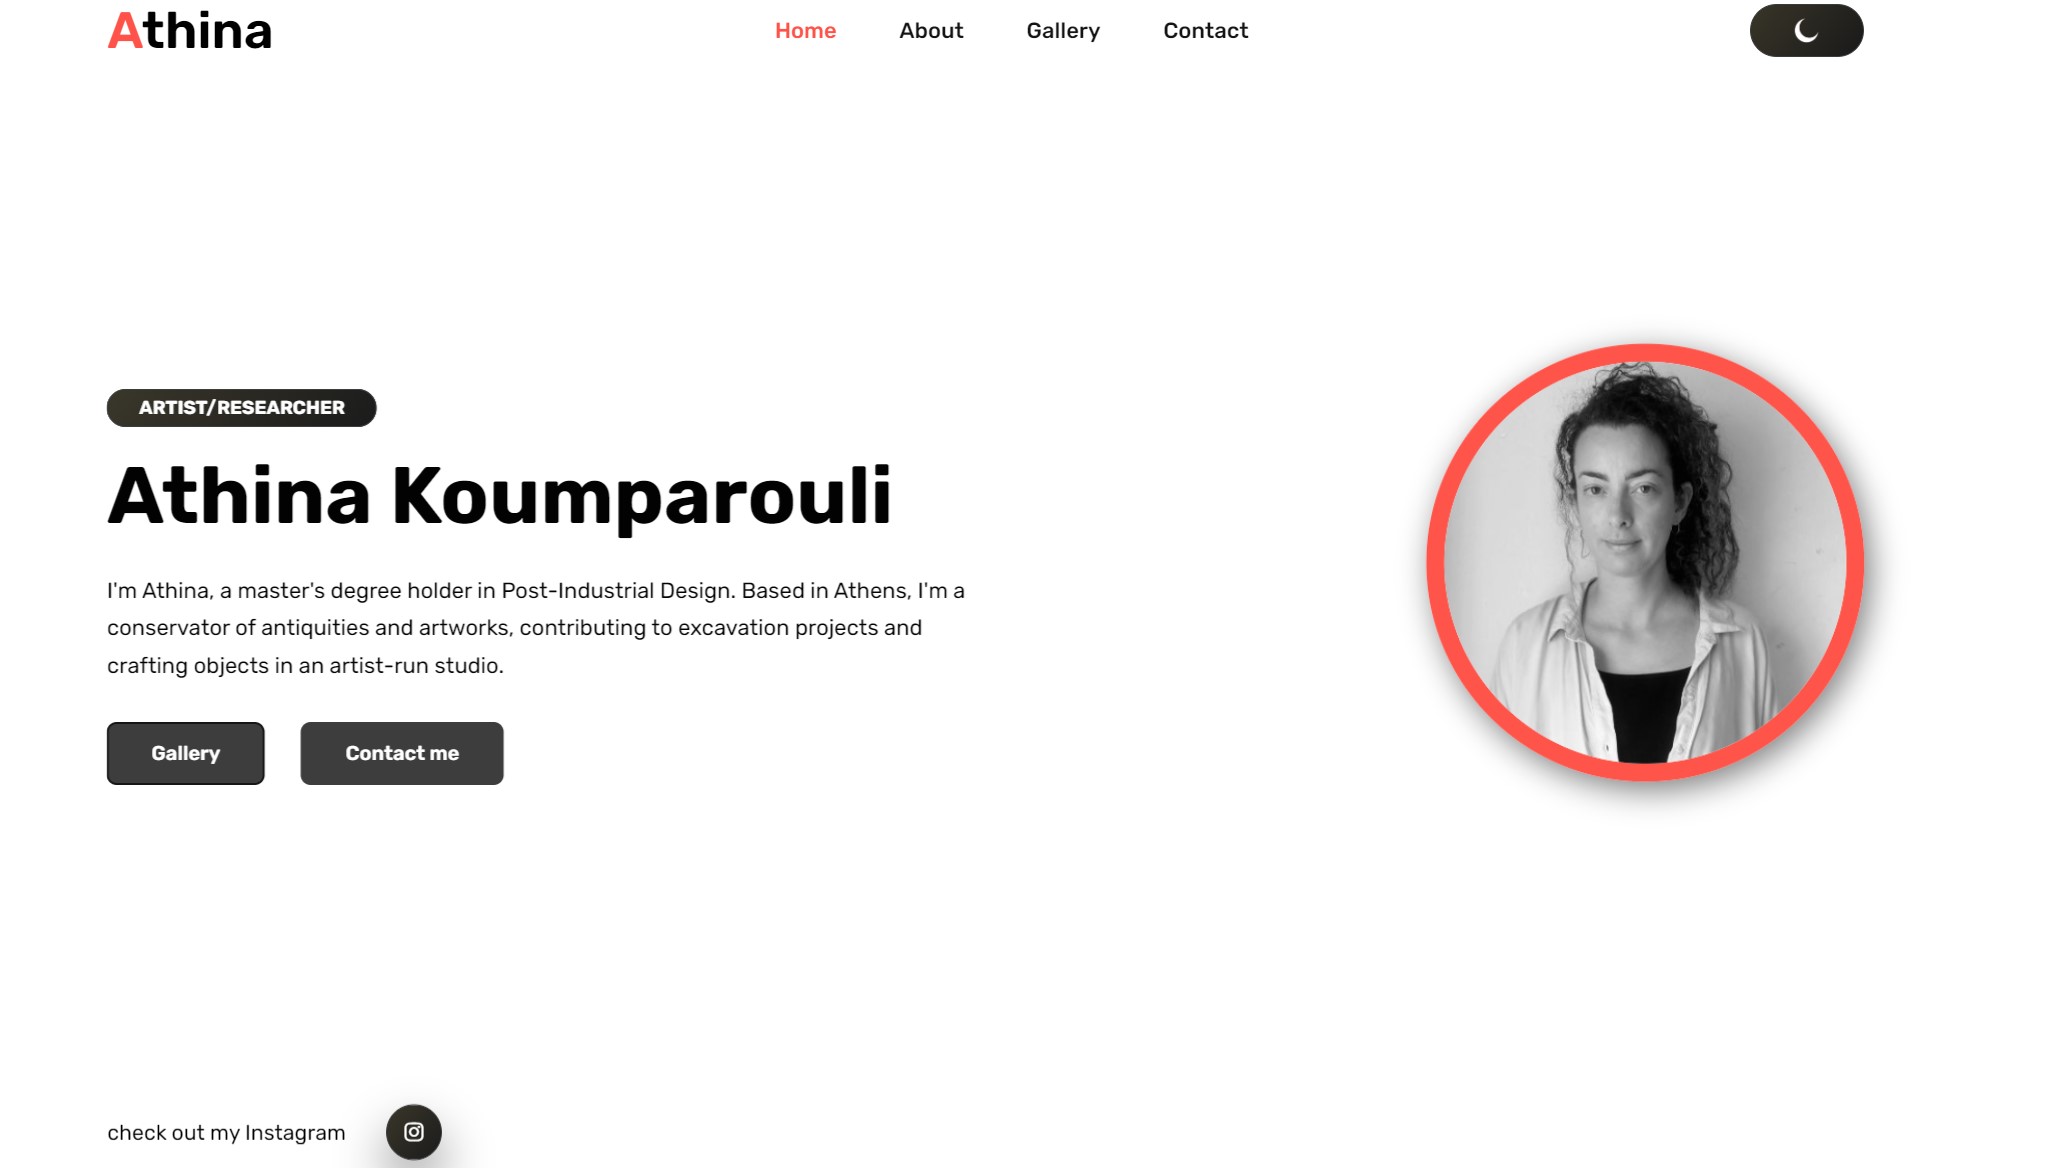 Athina
Home
About
Gallery
Contact
ARTIST/RESEARCHER
Athina Koumparouli
I'm Athina, a master's degree holder in Post-Industrial Design. Based in Athens, I'm a
conservator of antiquities and artworks, contributing to excavation projects and
crafting objects in an artist-run studio.
Gallery
Contact me
check out my Instagram